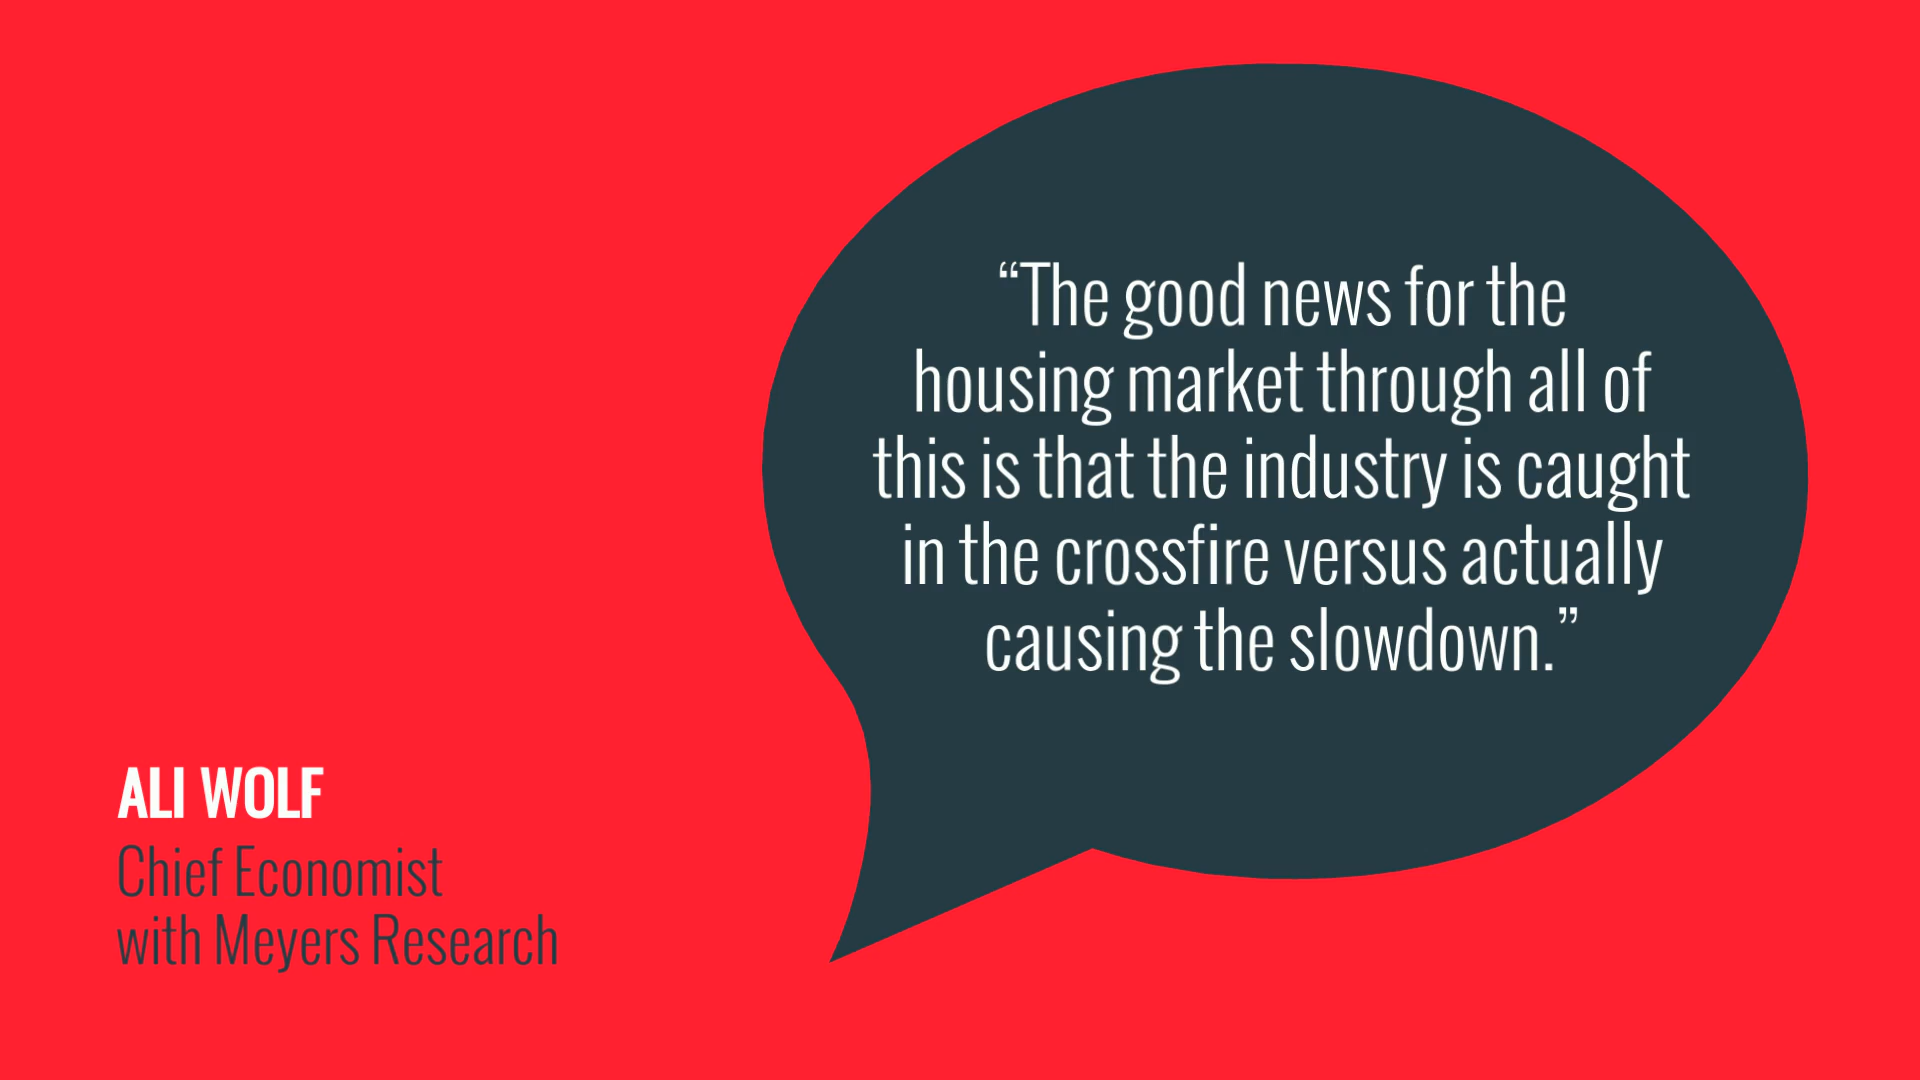 “The good news for the
housing market through all of
this is that the industry is caught
in the crossfire versus actually
causing the slowdown.”
ALI WOLF
Chief Economist
with Meyers Research